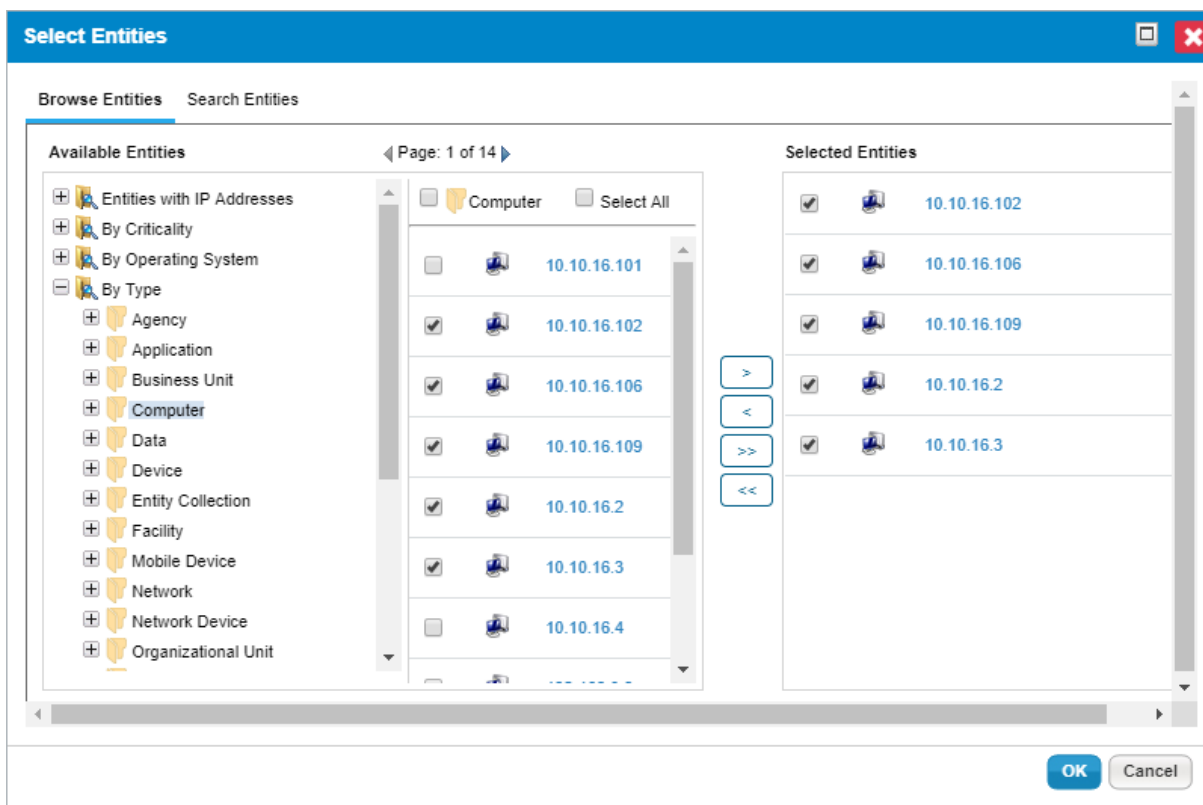 Select Entities
Browse Entities Search Entities
Available Entities
Page: 1 of 14
Entities with IP Addresses
By Criticality
By Operating System
By Type
Agency
Application
Business Unit
Computer
Data
Device
Entity Collection
Facility
Mobile Device
Network
Network Device
Organizational Unit
Computer Select All
10.10.16.101
10.10.16.102
10.10.16.106
10.10.16.109
10.10.16.2
10.10.16.3
10.10.16.4
>
<
>>
<<
Selected Entities
10.10.16.102
10.10.16.106
10.10.16.109
10.10.16.2
10.10.16.3
OK Cancel